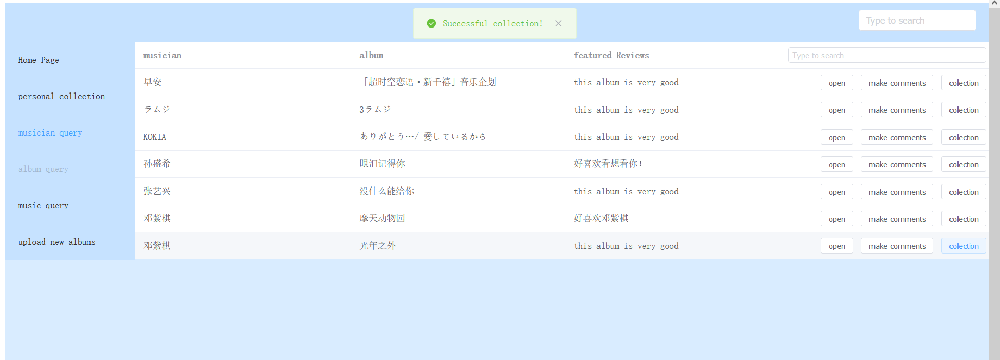 Successful collection!
Type to search
Home Page
personal collection
musician query
album query
music query
upload new albums
musician album featured Reviews Type to search
早安 「超时空恋语·新千禧」音乐企划 this album is very good open make comments collection
ラムジ 3ラムジ this album is very good open make comments collection
KOKIA ありがとう…/ 愛しているから this album is very good open make comments collection
孙盛希 眼泪记得你 好喜欢看想看你! open make comments collection
张艺兴 没什么能给你 this album is very good open make comments collection
邓紫棋 摩天动物园 好喜欢邓紫棋 open make comments collection
邓紫棋 光年之外 this album is very good open make comments collection